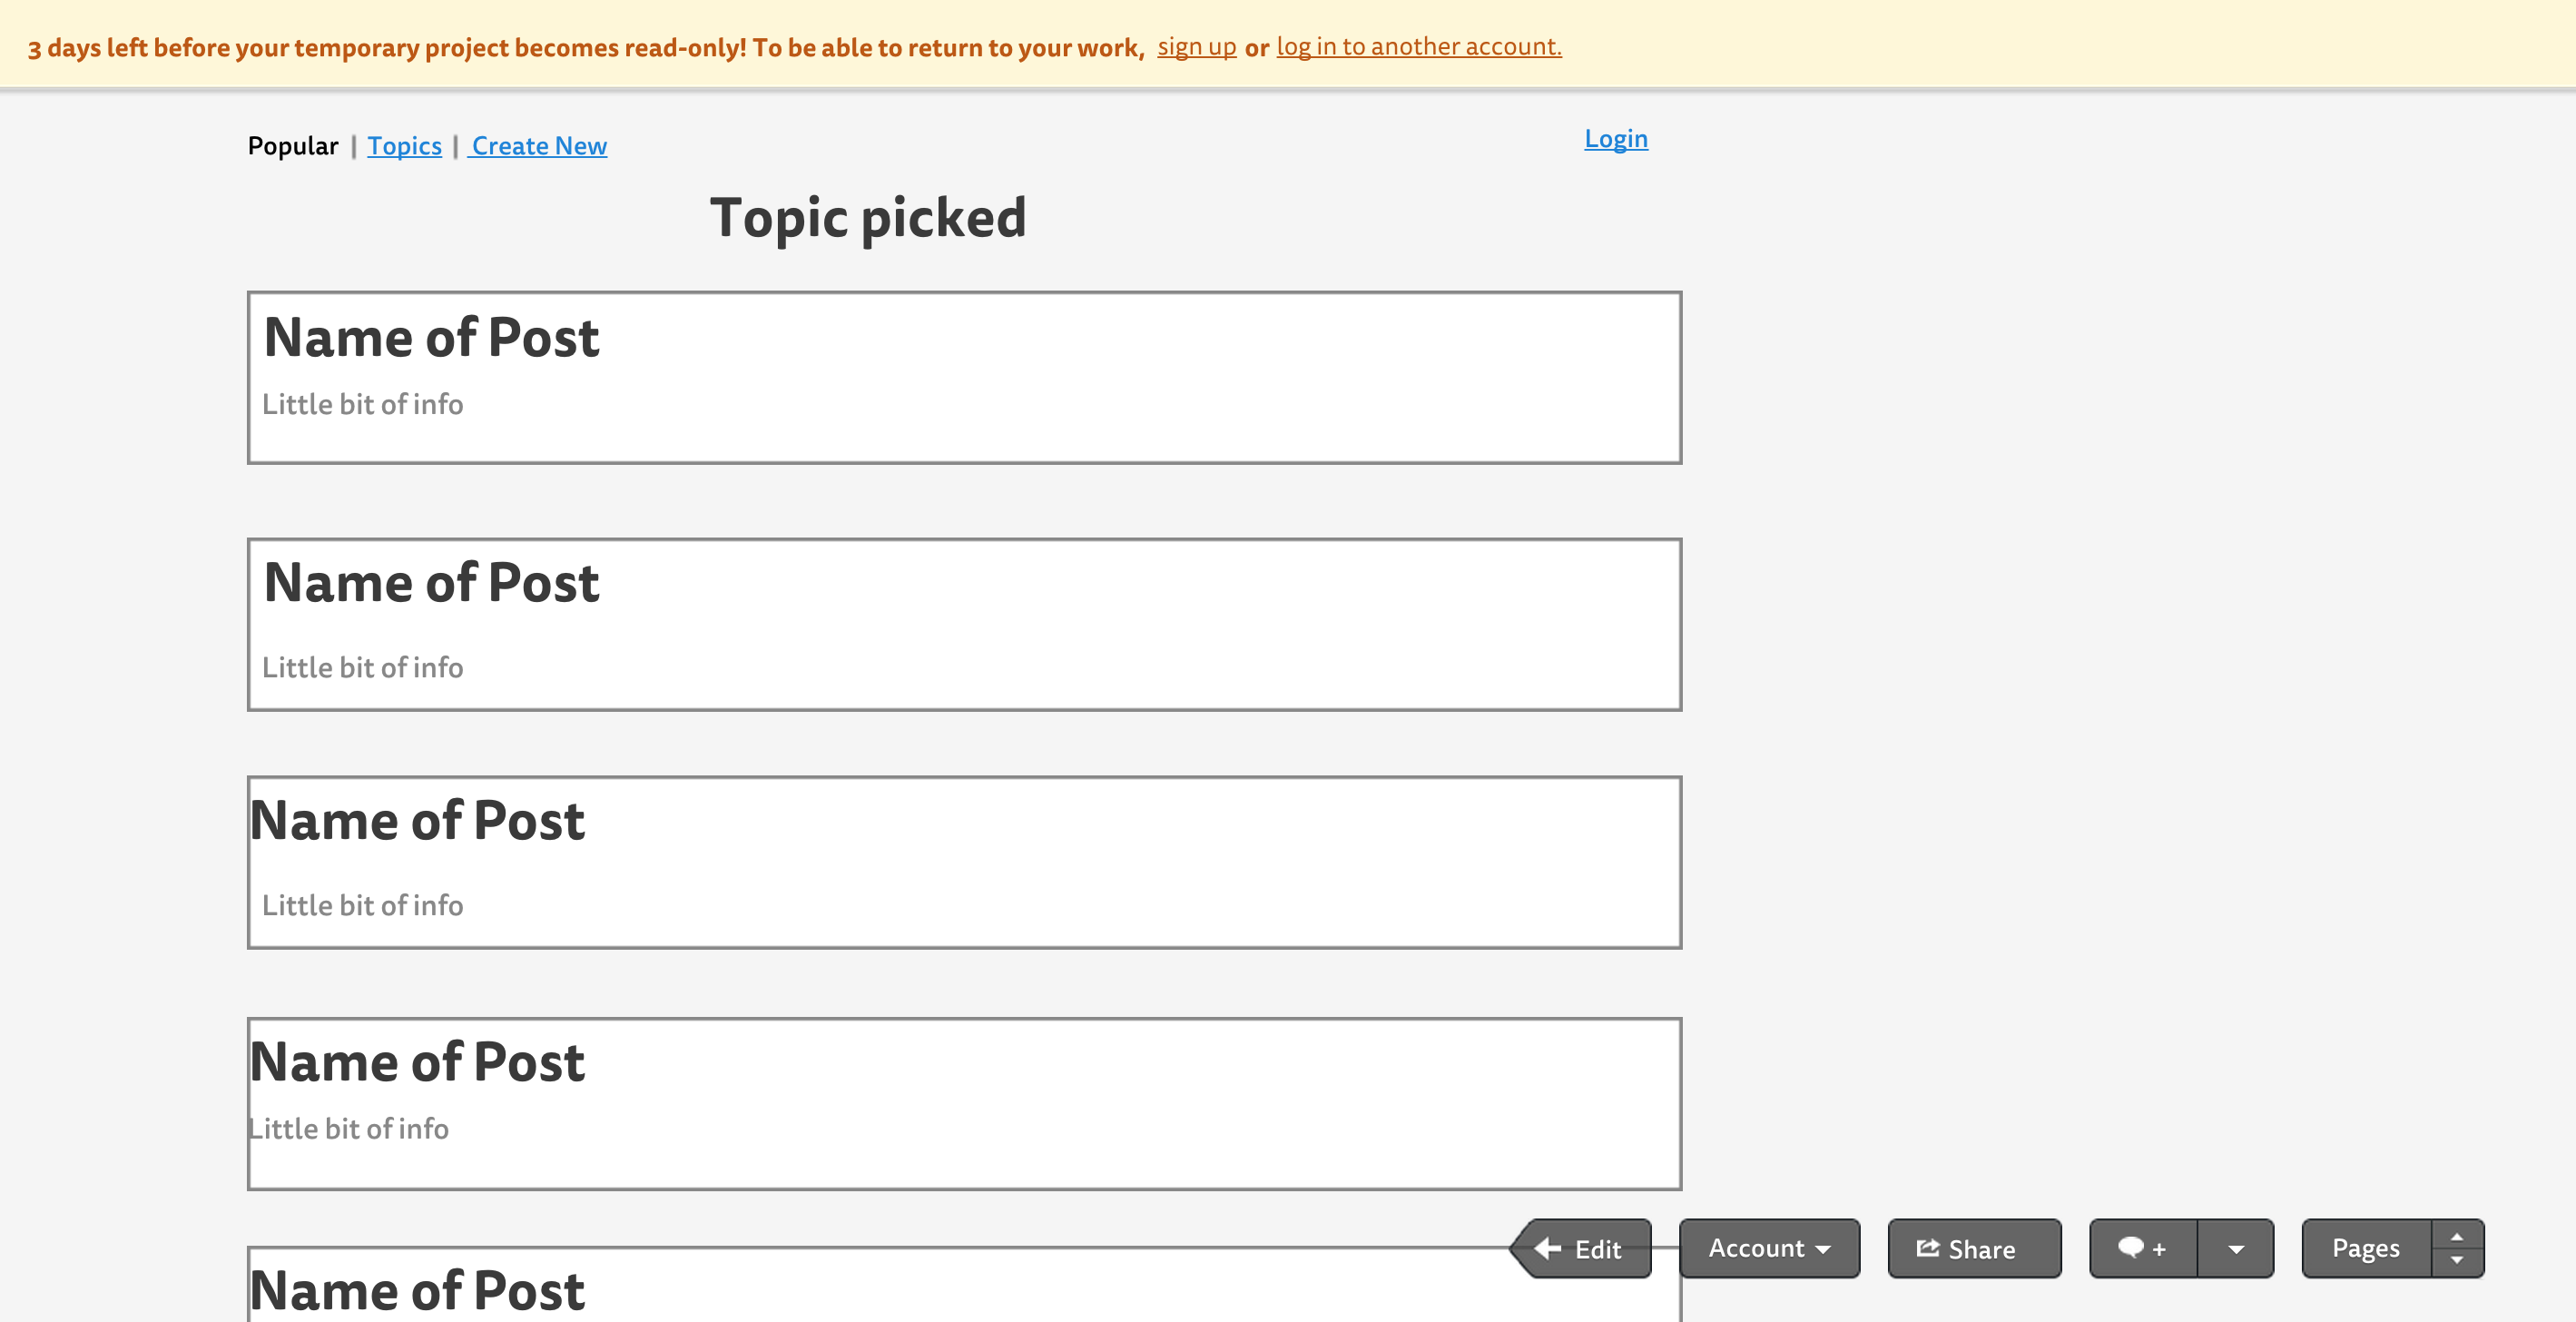 3 days left before your temporary project becomes read-only! To be able to return to your work, sign up or log in to another account.
Popular | Topics | Create New
Login
Topic picked
Name of Post
Little bit of info
Name of Post
Little bit of info
Name of Post
Little bit of info
Name of Post
Little bit of info
Edit
Account
Share
+
Pages
Name of Post